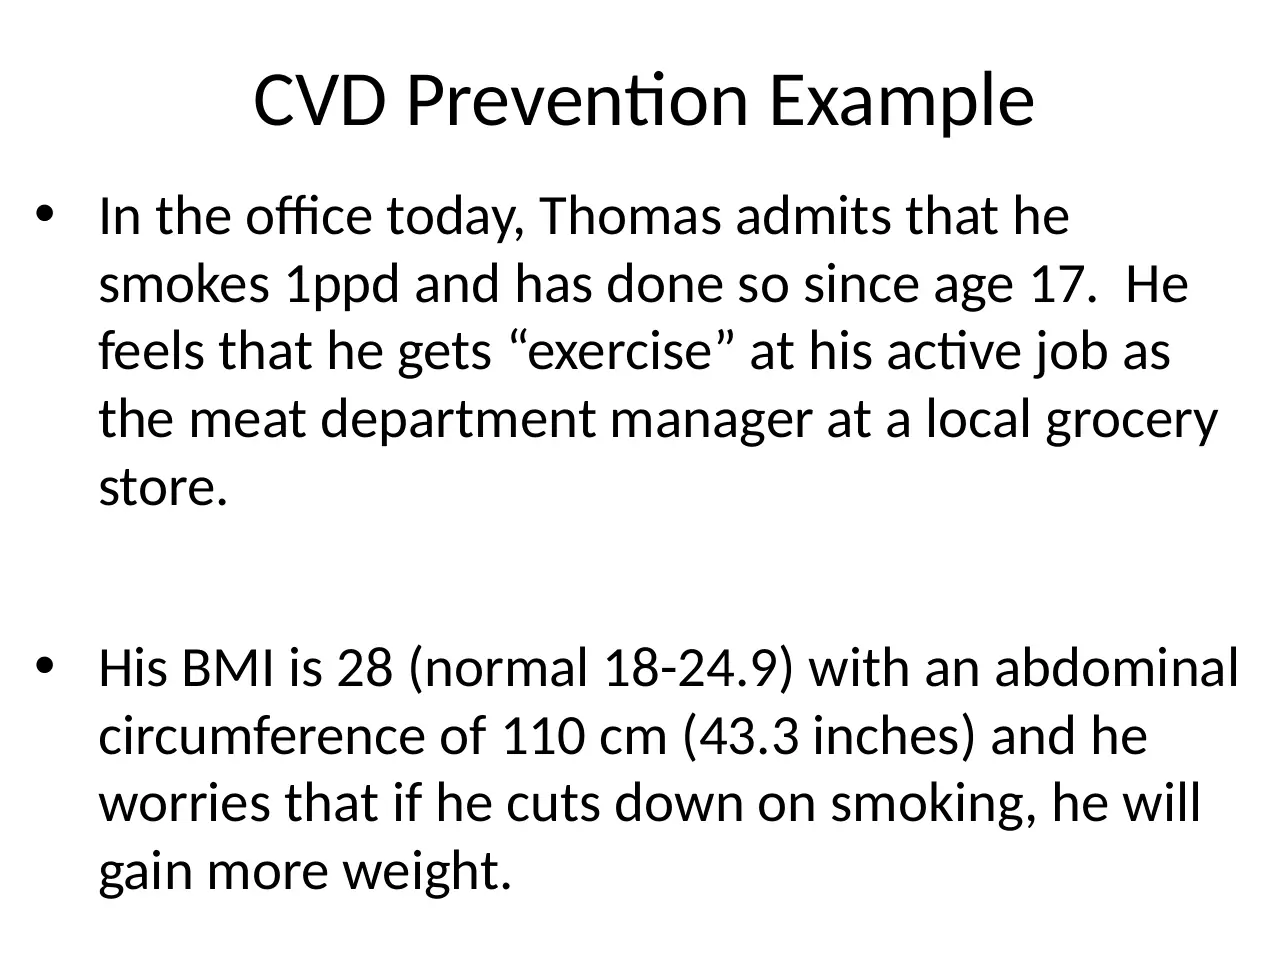 CVD Prevention Example
• In the office today, Thomas admits that he
smokes 1ppd and has done so since age 17.  He
feels that he gets “exercise” at his active job as
the meat department manager at a local grocery
store.
• His BMI is 28 (normal 18-24.9) with an abdominal
circumference of 110 cm (43.3 inches) and he
worries that if he cuts down on smoking, he will
gain more weight.